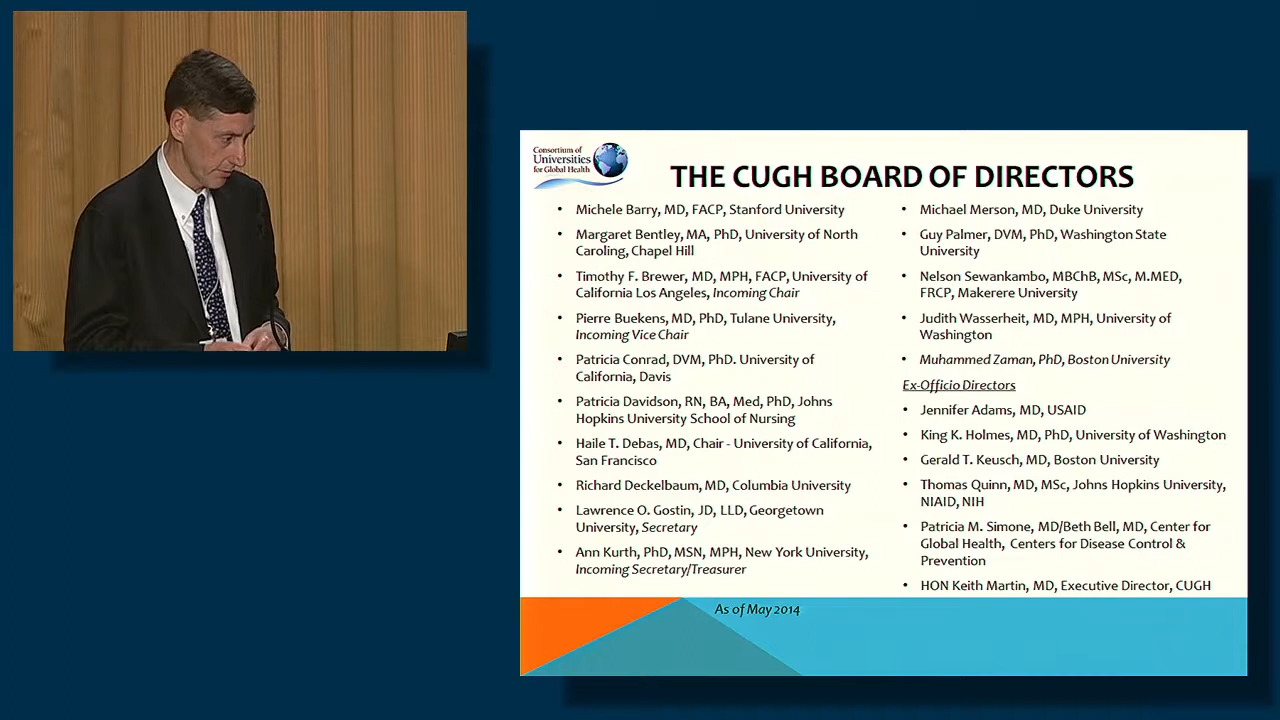 Consortium of
Universities
for Global Health
THE CUGH BOARD OF DIRECTORS
• Michele Barry, MD, FACP, Stanford University
• Margaret Bentley, MA, PhD, University of North
Caroling, Chapel Hill
• Timothy F. Brewer, MD, MPH, FACP, University of
California Los Angeles, Incoming Chair
• Pierre Buekens, MD, PhD, Tulane University,
Incoming Vice Chair
• Patricia Conrad, DVM, PhD. University of
California, Davis
• Patricia Davidson, RN, BA, Med, PhD, Johns
Hopkins University School of Nursing
• Haile T. Debas, MD, Chair - University of California,
San Francisco
• Richard Deckelbaum, MD, Columbia University
• Lawrence O. Gostin, JD, LLD, Georgetown
University, Secretary
• Ann Kurth, PhD, MSN, MPH, New York University,
Incoming Secretary/Treasurer
• Michael Merson, MD, Duke University
• Guy Palmer, DVM, PhD, Washington State
University
• Nelson Sewankambo, MBChB, MSc, M.MED,
FRCP, Makerere University
• Judith Wasserheit, MD, MPH, University of
Washington
• Muhammed Zaman, PhD, Boston University
Ex-Officio Directors
• Jennifer Adams, MD, USAID
• King K. Holmes, MD, PhD, University of Washington
• Gerald T. Keusch, MD, Boston University
• Thomas Quinn, MD, MSc, Johns Hopkins University,
NIAID, NIH
• Patricia M. Simone, MD/Beth Bell, MD, Center for
Global Health, Centers for Disease Control &
Prevention
• HON Keith Martin, MD, Executive Director, CUGH
As of May 2014